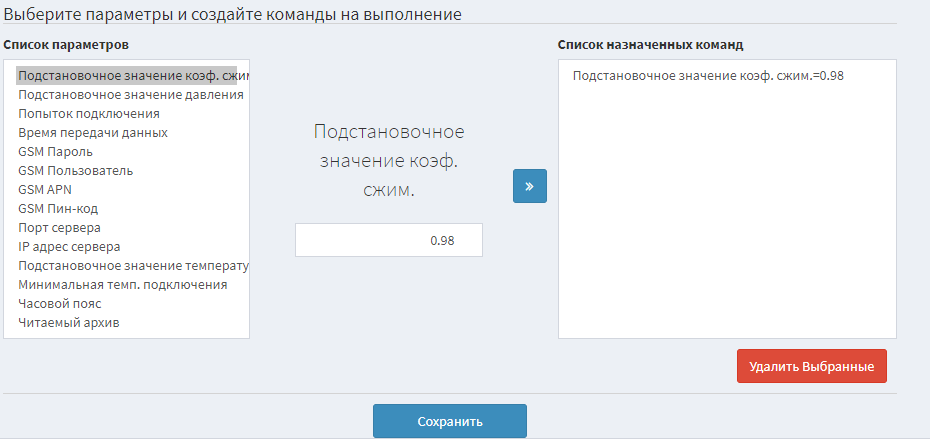 Выберите параметры и создайте команды на выполнение
Список параметров
Подстановочное значение коэф. сжим
Подстановочное значение давления
Попыток подключения
Время передачи данных
GSM Пароль
GSM Пользователь
GSM APN
GSM Пин-код
Порт сервера
IP адрес сервера
Подстановочное значение температу
Минимальная темп. подключения
Часовой пояс
Читаемый архив
Подстановочное
значение коэф.
сжим.
0.98
»
Список назначенных команд
Подстановочное значение коэф. сжим.=0.98
Удалить Выбранные
Сохранить